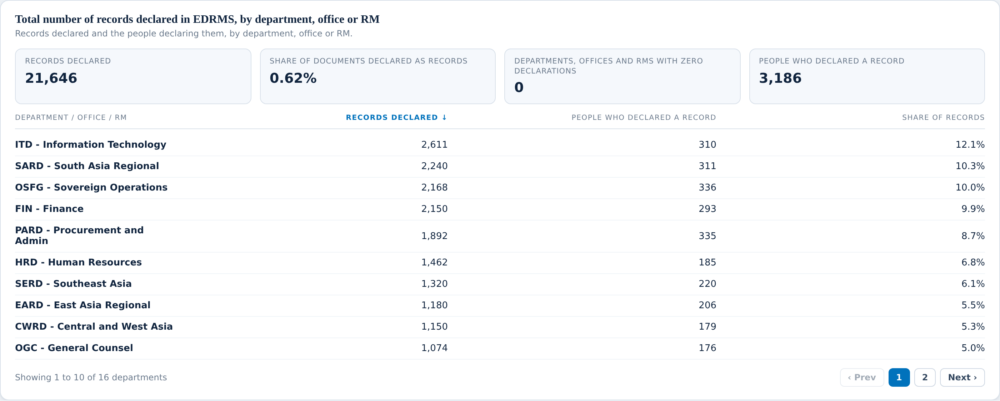 Total number of records declared in EDRMS, by department, office or RM
Records declared and the people declaring them, by department, office or RM.
RECORDS DECLARED
21,646
SHARE OF DOCUMENTS DECLARED AS RECORDS
0.62%
DEPARTMENTS, OFFICES AND RMS WITH ZERO
DECLARATIONS
0
PEOPLE WHO DECLARED A RECORD
3,186
DEPARTMENT / OFFICE / RM RECORDS DECLARED ↓ PEOPLE WHO DECLARED A RECORD SHARE OF RECORDS
ITD - Information Technology 2,611 310 12.1%
SARD - South Asia Regional 2,240 311 10.3%
OSFG - Sovereign Operations 2,168 336 10.0%
FIN - Finance 2,150 293 9.9%
PARD - Procurement and
Admin 1,892 335 8.7%
HRD - Human Resources 1,462 185 6.8%
SERD - Southeast Asia 1,320 220 6.1%
EARD - East Asia Regional 1,180 206 5.5%
CWRD - Central and West Asia 1,150 179 5.3%
OGC - General Counsel 1,074 176 5.0%
Showing 1 to 10 of 16 departments ‹ Prev 1 2 Next ›